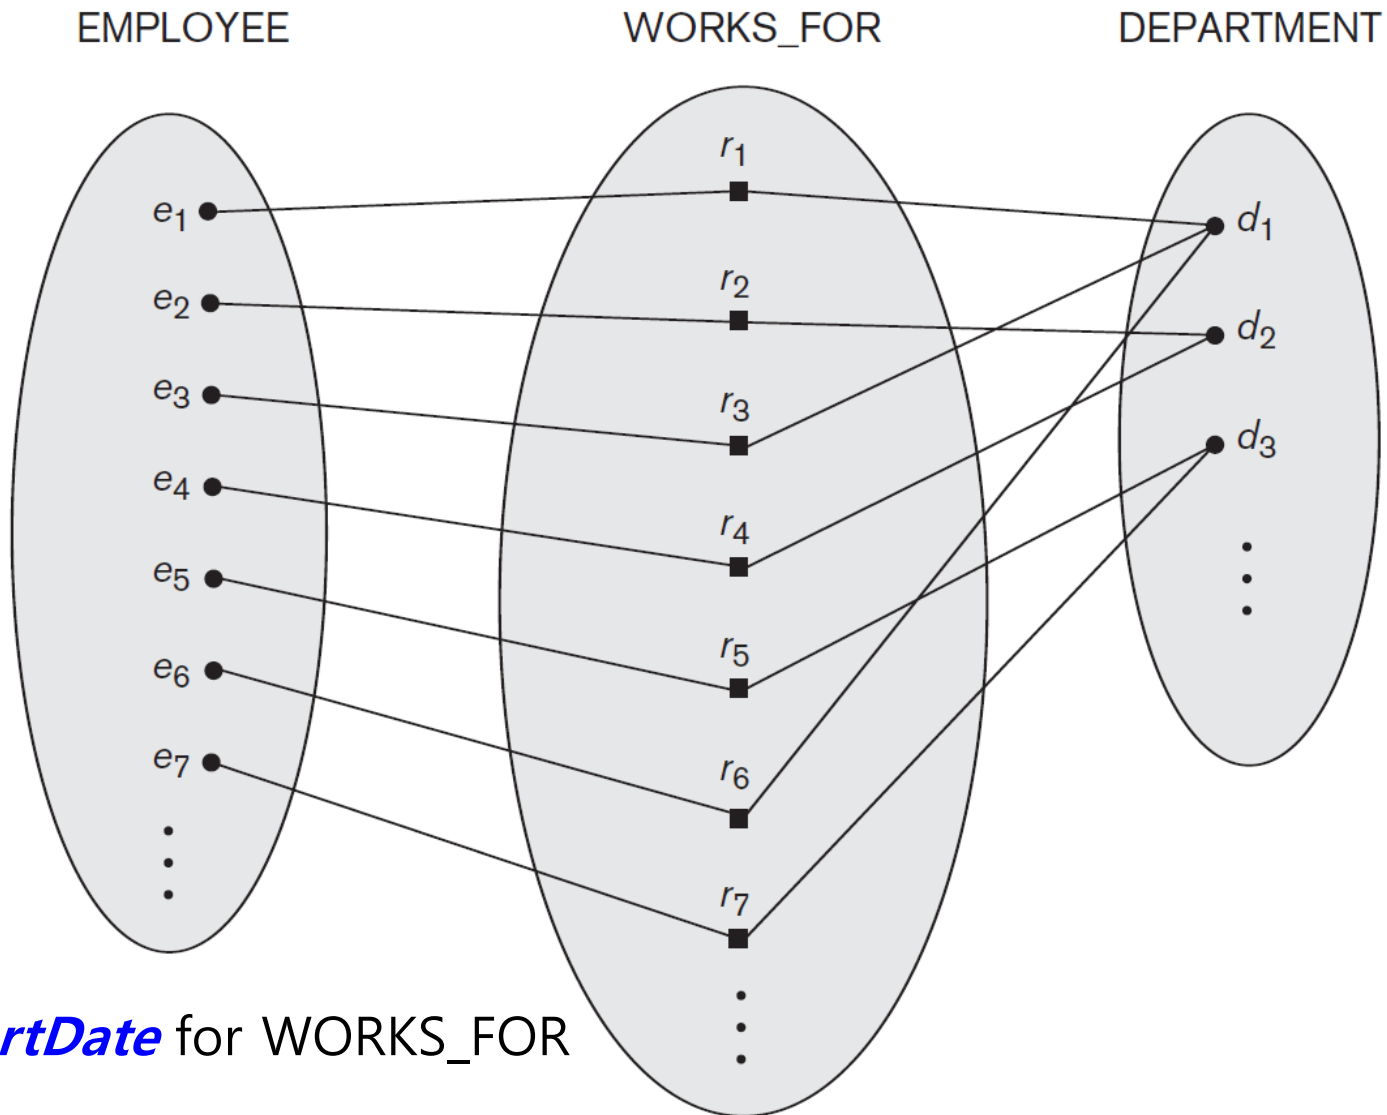 EMPLOYEE WORKS_FOR DEPARTMENT
r1
e1 d1
r2
e2 d2
e3 r3
d3
e4 r4
e5 r5
e6 r6
e7 r7
rtDate for WORKS_FOR